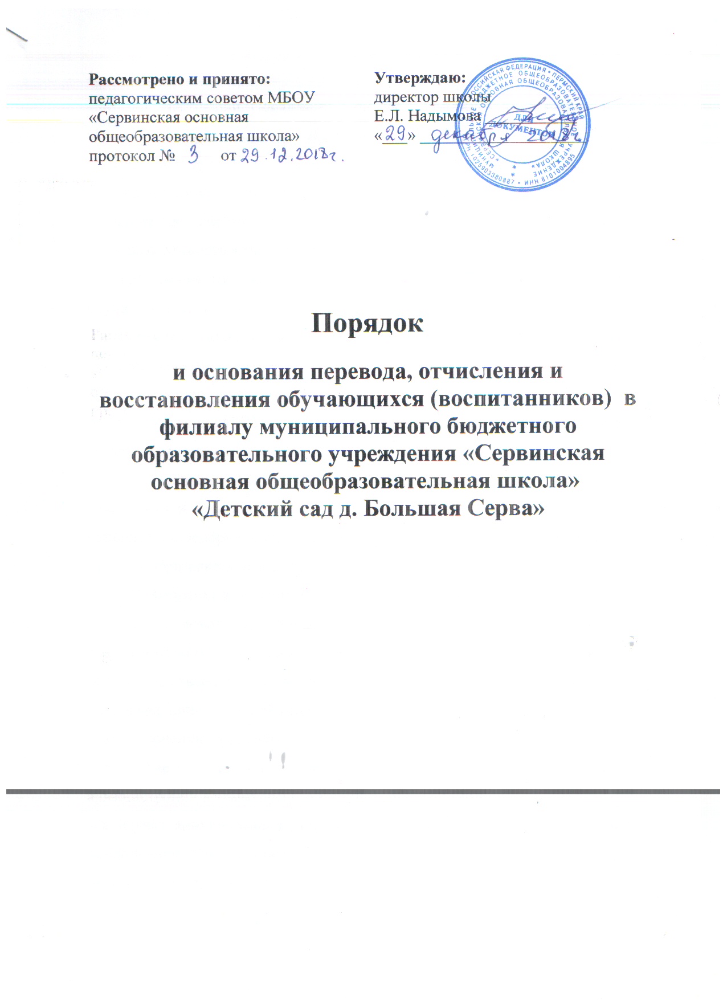 Рассмотрено и принято:
педагогическим советом МБОУ
«Сервинская основная
общеобразовательная школа»
протокол № 3 от 29.12.2018г.
Утверждаю:
директор школы
Е.Л. Надымова
«29» декабря 2018г
РОССИЙСКАЯ ФЕДЕРАЦИЯ • ПЕРМСКИЙ КРАЙ
ОГРН 1025903380887 • ИНН 8101004895
МУНИЦИПАЛЬНОЕ БЮДЖЕТНОЕ ОБЩЕОБРАЗОВАТЕЛЬНОЕ УЧРЕЖДЕНИЕ
«СЕРВИНСКАЯ ОСНОВНАЯ ОБЩЕОБРАЗОВАТЕЛЬНАЯ ШКОЛА»
ДЛЯ
ДОКУМЕНТОВ
Порядок
и основания перевода, отчисления и
восстановления обучающихся (воспитанников) в
филиалу муниципального бюджетного
образовательного учреждения «Сервинская
основная общеобразовательная школа»
«Детский сад д. Большая Серва»